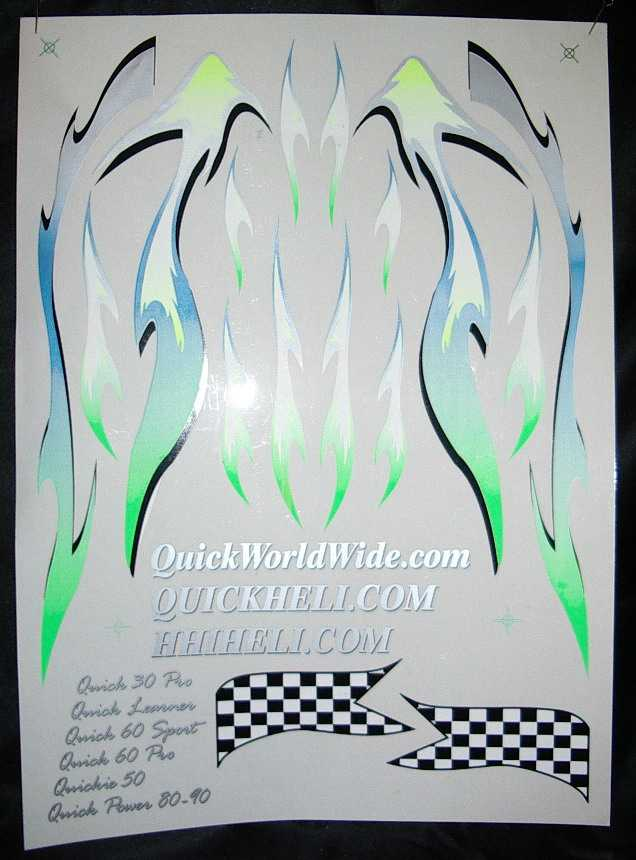 QuickWorldWide.com
QUICKHELI.COM
HHIHELI.COM
Quick 30 Pro
Quick Learner
Quick 60 Sport
Quick 60 Pro
Quickie 50
Quick Power 80-90